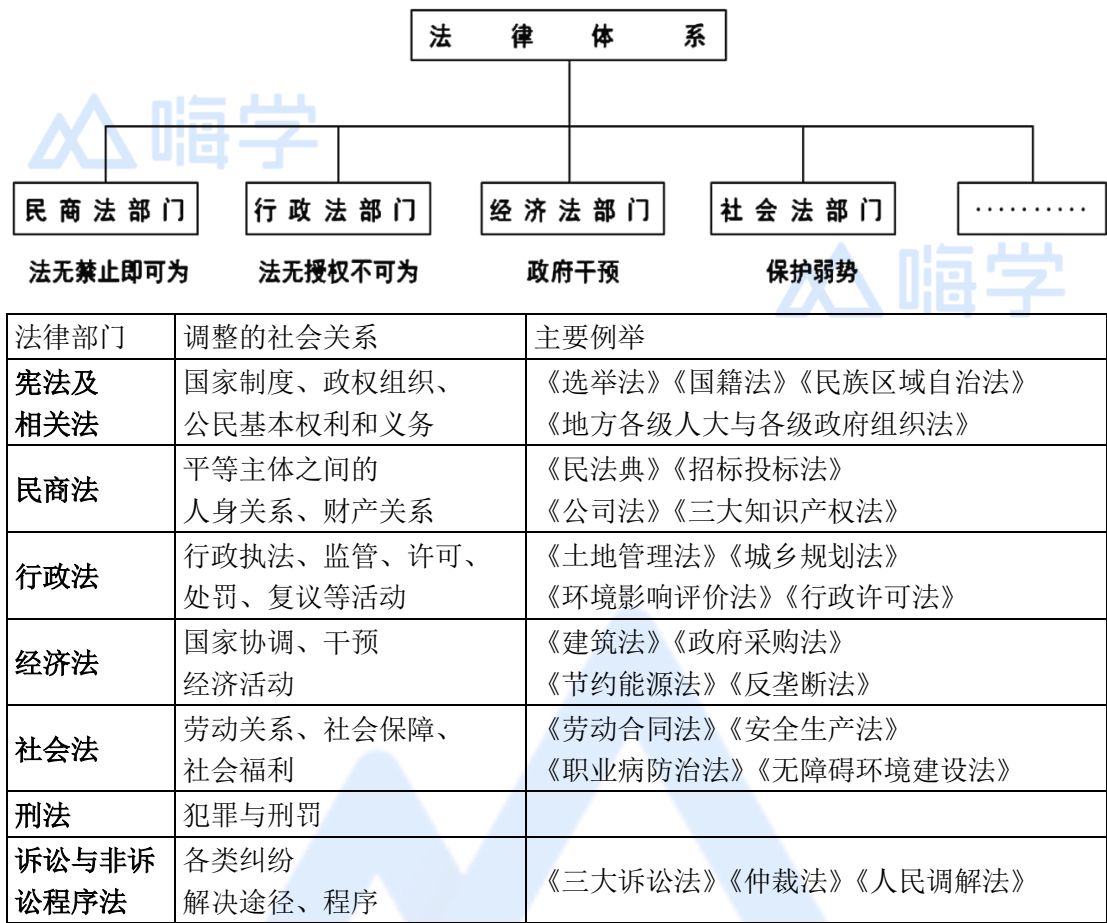 法律体系
嗨学
民商法部门
行政法部门
经济法部门
社会法部门
··········
法无禁止即可为
法无授权不可为
政府干预
保护弱势
嗨学
法律部门
调整的社会关系
主要例举
宪法及
相关法
国家制度、政权组织、
公民基本权利和义务
《选举法》《国籍法》《民族区域自治法》
《地方各级人大与各级政府组织法》
民商法
平等主体之间的
人身关系、财产关系
《民法典》《招标投标法》
《公司法》《三大知识产权法》
行政法
行政执法、监管、许可、
处罚、复议等活动
《土地管理法》《城乡规划法》
《环境影响评价法》《行政许可法》
经济法
国家协调、干预
经济活动
《建筑法》《政府采购法》
《节约能源法》《反垄断法》
社会法
劳动关系、社会保障、
社会福利
《劳动合同法》《安全生产法》
《职业病防治法》《无障碍环境建设法》
刑法
犯罪与刑罚
诉讼与非诉
讼程序法
各类纠纷
解决途径、程序
《三大诉讼法》《仲裁法》《人民调解法》